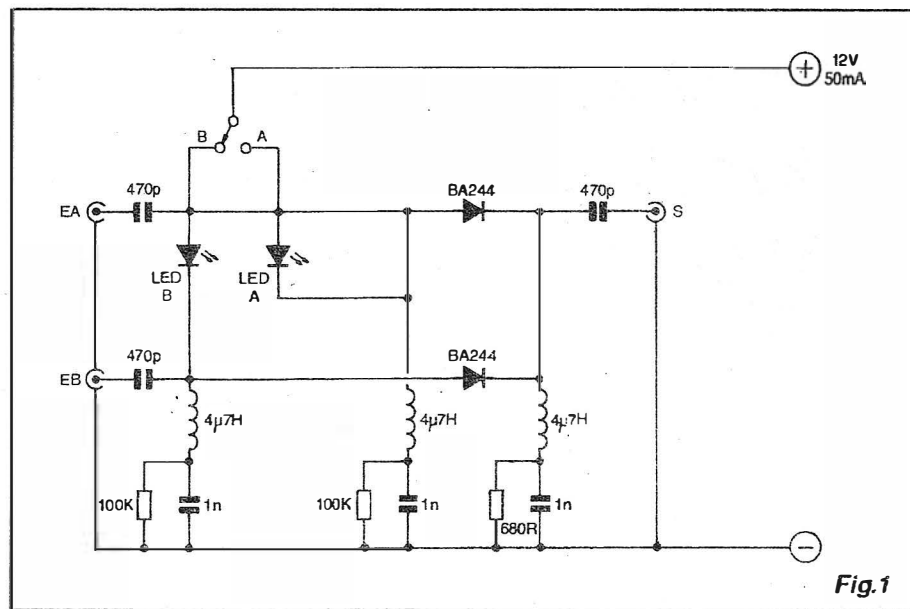 12V
50mA
B
A
470p
BA244
470p
EA
S
LED
B
LED
A
470p
BA244
EB
4µ7H
4µ7H
4µ7H
100K
1n
100K
1n
680R
1n
Fig.1